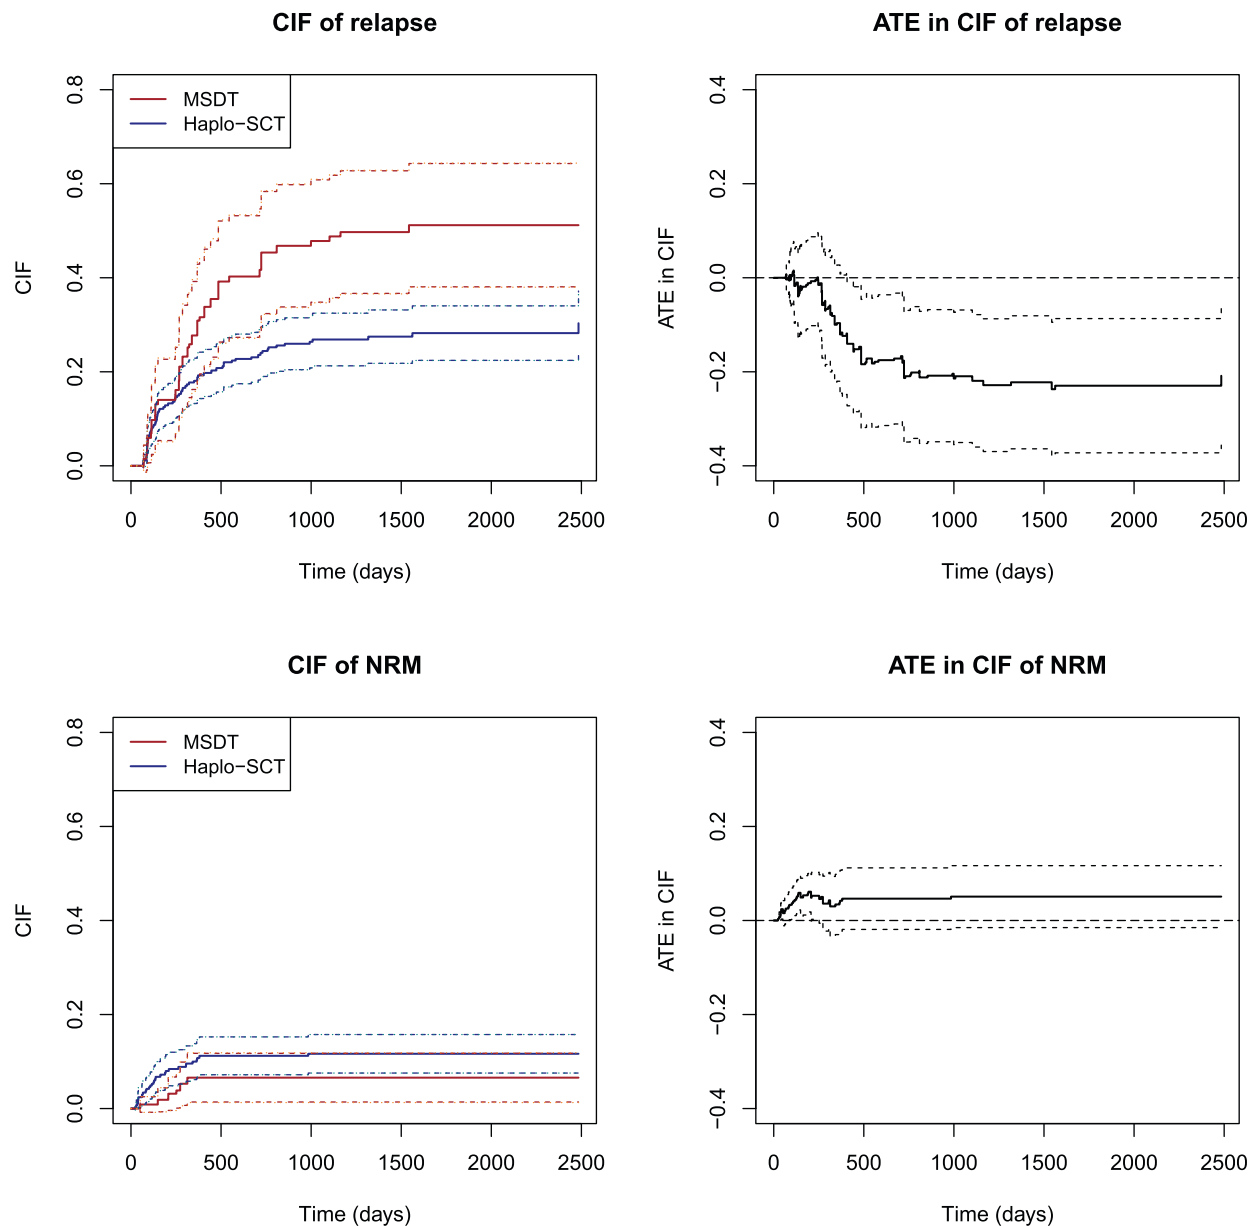 CIF of relapse
0.8
0.6
0.4
0.2
0.0
CIF
MSDT
Haplo−SCT
0 500 1000 1500 2000 2500
Time (days)
ATE in CIF of relapse
0.4
0.2
0.0
−0.2
−0.4
ATE in CIF
0 500 1000 1500 2000 2500
Time (days)
CIF of NRM
0.8
0.6
0.4
0.2
0.0
CIF
MSDT
Haplo−SCT
0 500 1000 1500 2000 2500
Time (days)
ATE in CIF of NRM
0.4
0.2
0.0
−0.2
−0.4
ATE in CIF
0 500 1000 1500 2000 2500
Time (days)